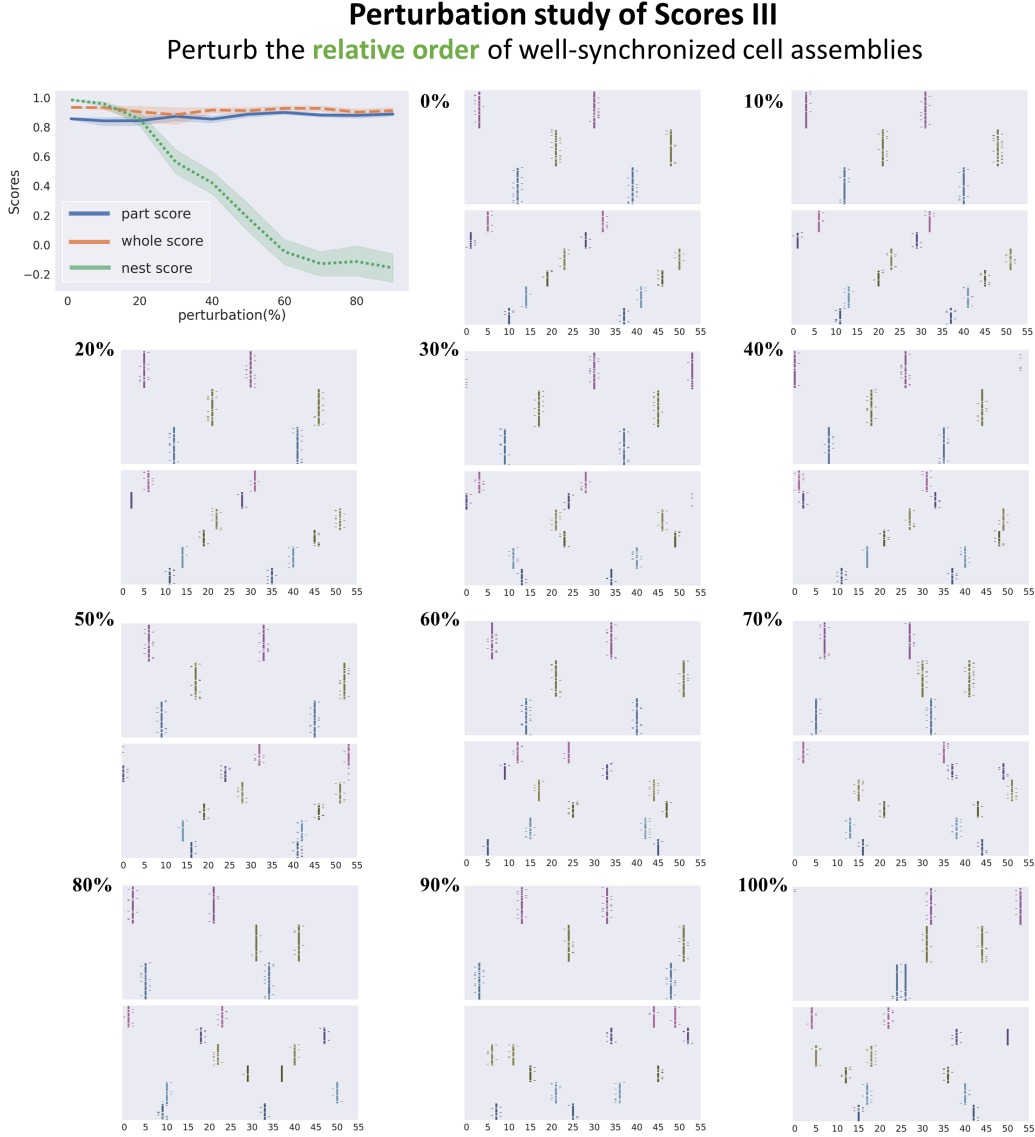 Perturbation study of Scores III
Perturb the relative order of well-synchronized cell assemblies
1.0
0.8
0.6
0.4
0.2
0.0
−0.2
Scores
part score
whole score
nest score
0 20 40 60 80
perturbation(%)
0%
0 5 10 15 20 25 30 35 40 45 50 55
10%
0 5 10 15 20 25 30 35 40 45 50 55
20%
0 5 10 15 20 25 30 35 40 45 50 55
30%
0 5 10 15 20 25 30 35 40 45 50 55
40%
0 5 10 15 20 25 30 35 40 45 50 55
50%
0 5 10 15 20 25 30 35 40 45 50 55
60%
0 5 10 15 20 25 30 35 40 45 50 55
70%
0 5 10 15 20 25 30 35 40 45 50 55
80%
0 5 10 15 20 25 30 35 40 45 50 55
90%
0 5 10 15 20 25 30 35 40 45 50 55
100%
0 5 10 15 20 25 30 35 40 45 50 55